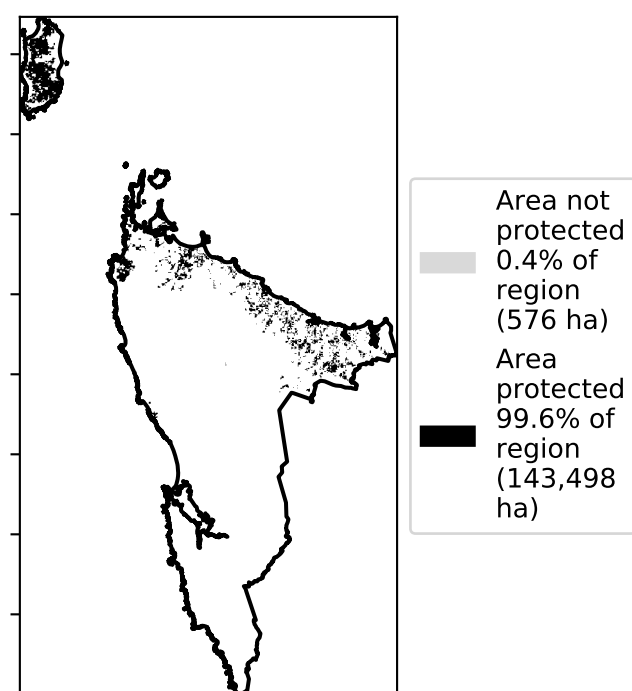 Area not
protected
0.4% of
region
(576 ha)
Area
protected
99.6% of
region
(143,498
ha)